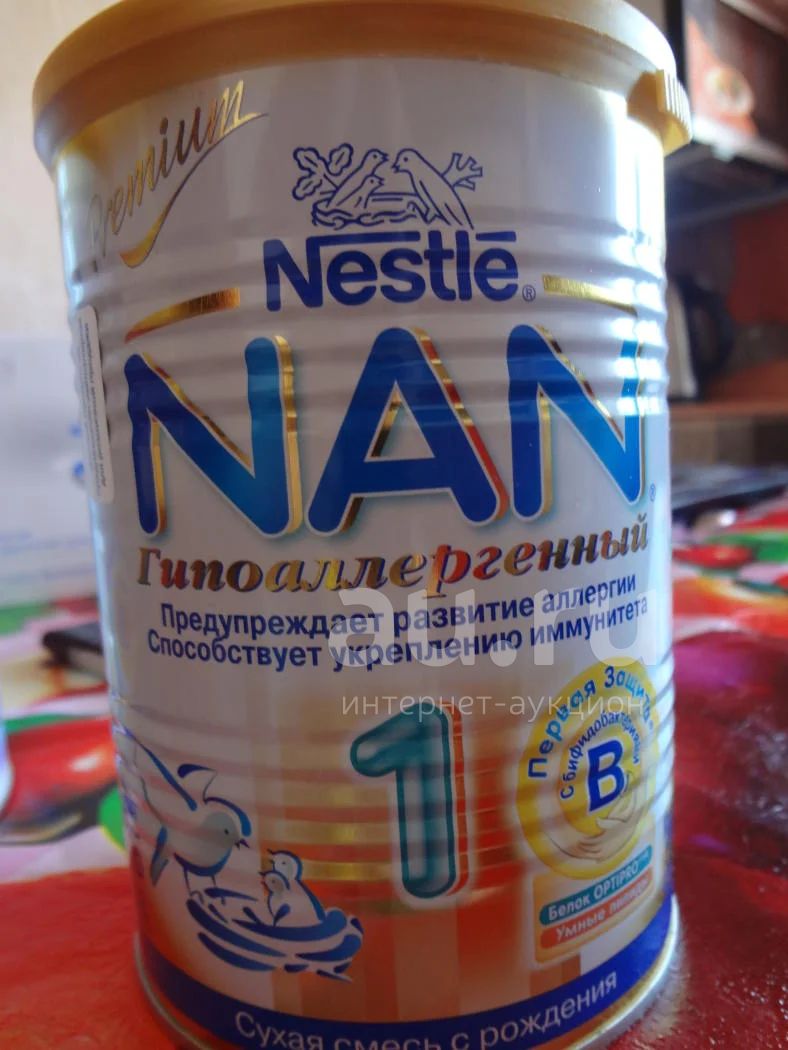 Premium
Nestlé®
NAN®
Гипоаллергенный
Предупреждает развитие аллергии
Способствует укреплению иммунитета
au.ru
интернет-аукцион
1
Первая Защита
С бифидобактериями
B
Белок OPTIPRO
Умные липиды
Сухая смесь с рождения